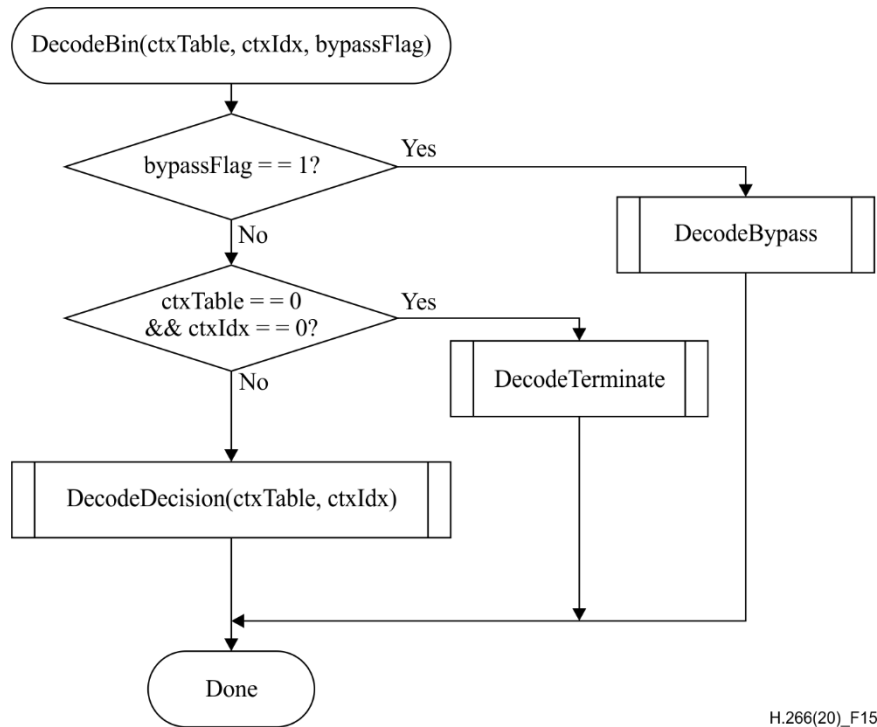 DecodeBin(ctxTable, ctxIdx, bypassFlag)
bypassFlag = = 1?
Yes
DecodeBypass
No
ctxTable = = 0
&& ctxIdx = = 0?
Yes
DecodeTerminate
No
DecodeDecision(ctxTable, ctxIdx)
Done
H.266(20)_F15